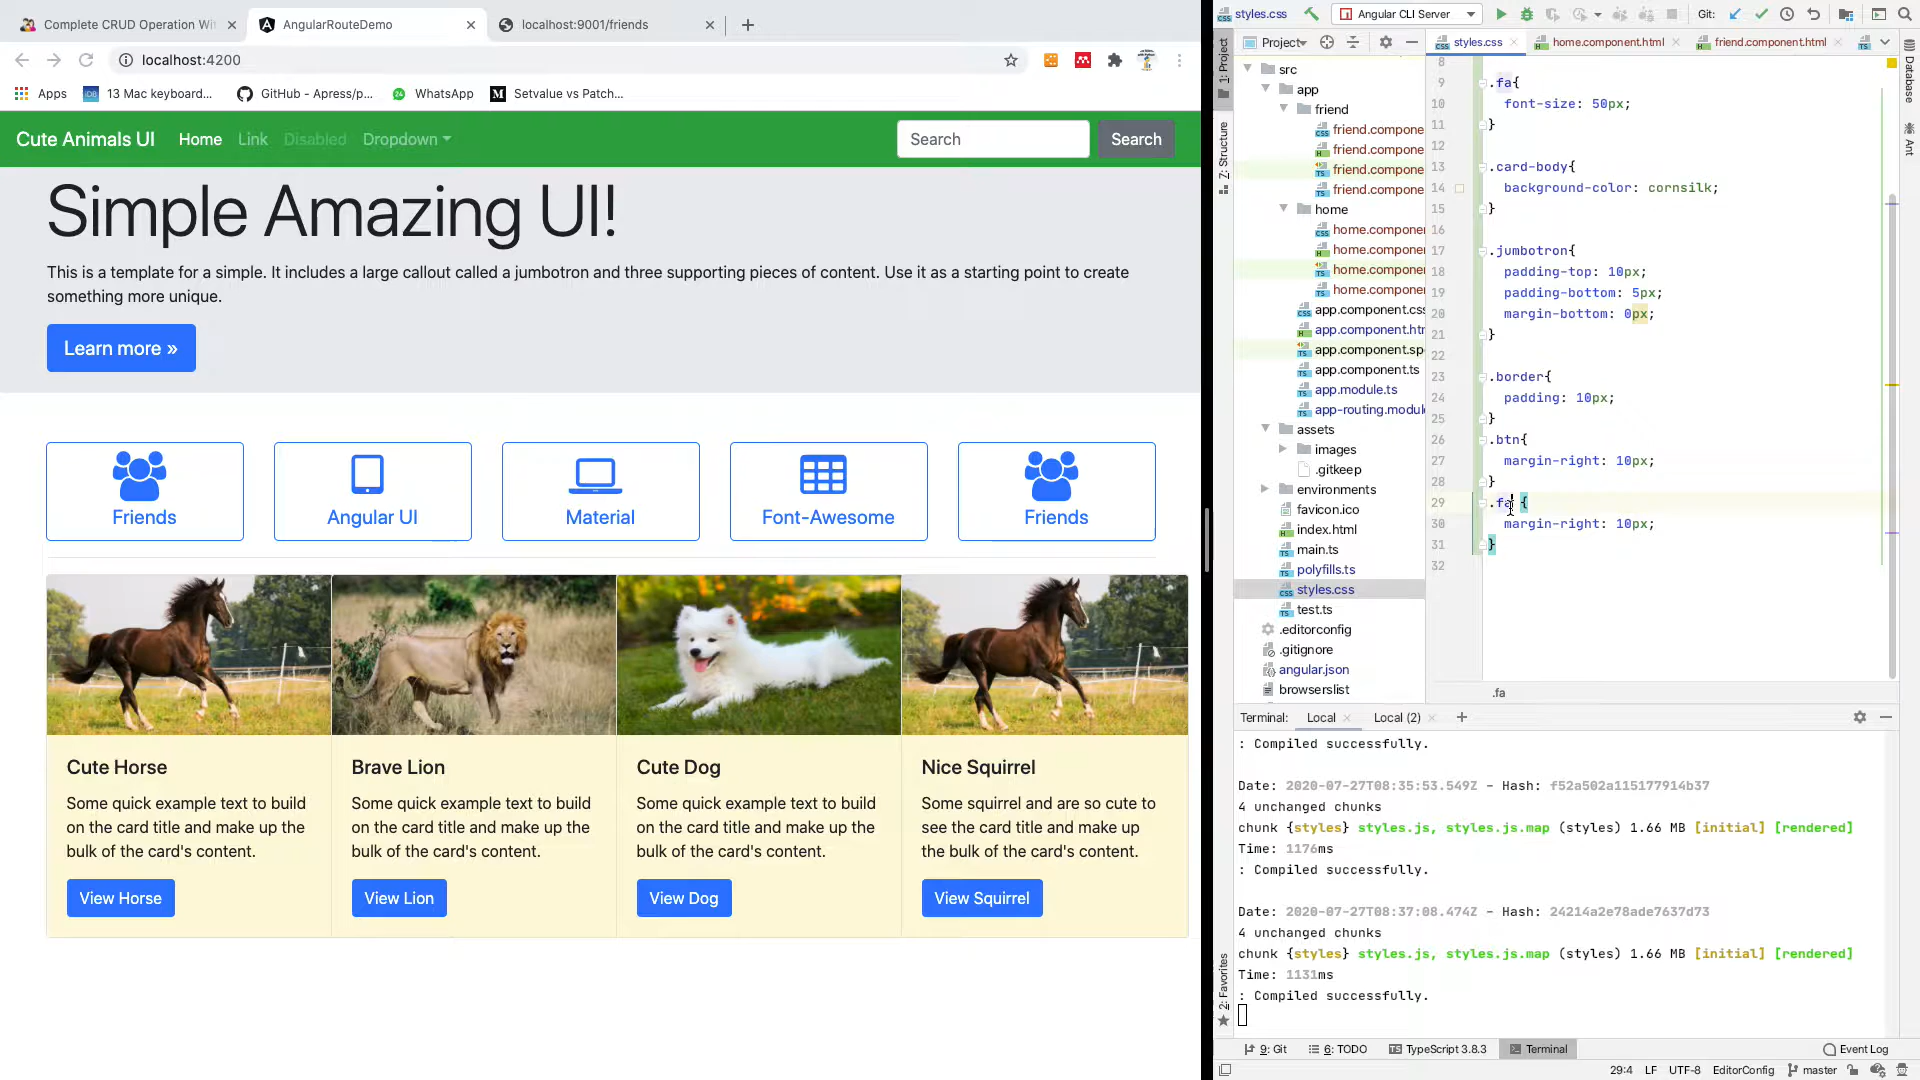 Complete CRUD Operation Wit
AngularRouteDemo
localhost:9001/friends
localhost:4200
Apps
13 Mac keyboard...
GitHub - Apress/p...
WhatsApp
Setvalue vs Patch...
Cute Animals UI
Home
Link
Disabled
Dropdown
Search
Search
Simple Amazing UI!
This is a template for a simple. It includes a large callout called a jumbotron and three supporting pieces of content. Use it as a starting point to create
something more unique.
Learn more »
Friends
Angular UI
Material
Font-Awesome
Friends
Cute Horse
Some quick example text to build
on the card title and make up the
bulk of the card's content.
View Horse
Brave Lion
Some quick example text to build
on the card title and make up the
bulk of the card's content.
View Lion
Cute Dog
Some quick example text to build
on the card title and make up the
bulk of the card's content.
View Dog
Nice Squirrel
Some squirrel and are so cute to
see the card title and make up
the bulk of the card's content.
View Squirrel
styles.css
Angular CLI Server
Git:
1: Project
Z: Structure
2: Favorites
Project
src
app
friend
friend.compone
friend.compone
friend.compone
friend.compone
home
home.componen
home.componen
home.componen
home.componen
app.component.css
app.component.htm
app.component.sp
app.component.ts
app.module.ts
app-routing.module
assets
images
.gitkeep
environments
favicon.ico
index.html
main.ts
polyfills.ts
styles.css
test.ts
.editorconfig
.gitignore
angular.json
browserslist
styles.css
home.component.html
friend.component.html
Database
Ant
8
9 .fa{
10 font-size: 50px;
11 }
12
13 .card-body{
14 background-color: cornsilk;
15 }
16
17 .jumbotron{
18 padding-top: 10px;
19 padding-bottom: 5px;
20 margin-bottom: 0px;
21 }
22
23 .border{
24 padding: 10px;
25 }
26 .btn{
27 margin-right: 10px;
28 }
29 .fa {
30 margin-right: 10px;
31 }
32
.fa
Terminal:
Local
Local (2)
: Compiled successfully.
Date: 2020-07-27T08:35:53.549Z - Hash: f52a502a115177914b37
4 unchanged chunks
chunk {styles} styles.js, styles.js.map (styles) 1.66 MB [initial] [rendered]
Time: 1176ms
: Compiled successfully.
Date: 2020-07-27T08:37:08.474Z - Hash: 24214a2e78ade7637d73
4 unchanged chunks
chunk {styles} styles.js, styles.js.map (styles) 1.66 MB [initial] [rendered]
Time: 1131ms
: Compiled successfully.
9: Git
6: TODO
TypeScript 3.8.3
Terminal
Event Log
29:4
LF
UTF-8
EditorConfig
master